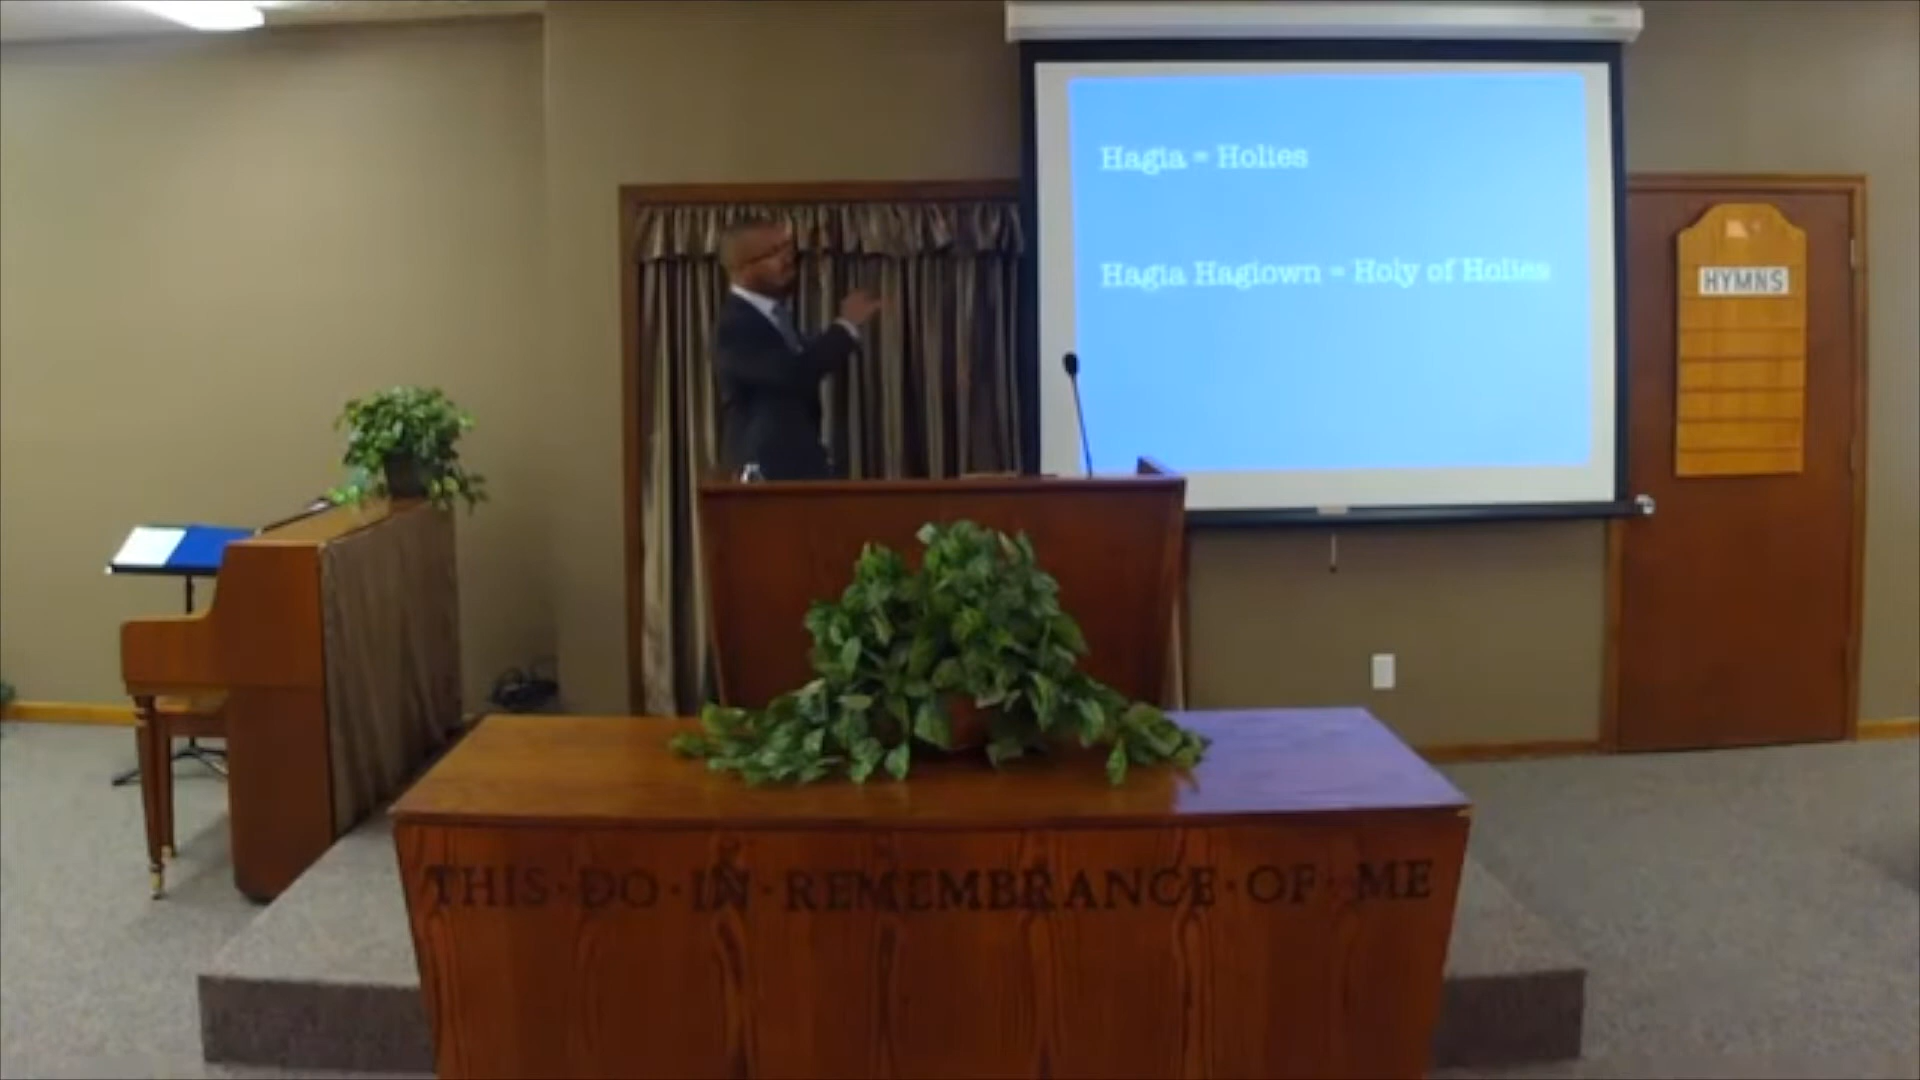 Hagia = Holies
Hagia Hagiown = Holy of Holies
HYMNS
THIS·DO·IN·REMEMBRANCE·OF·ME